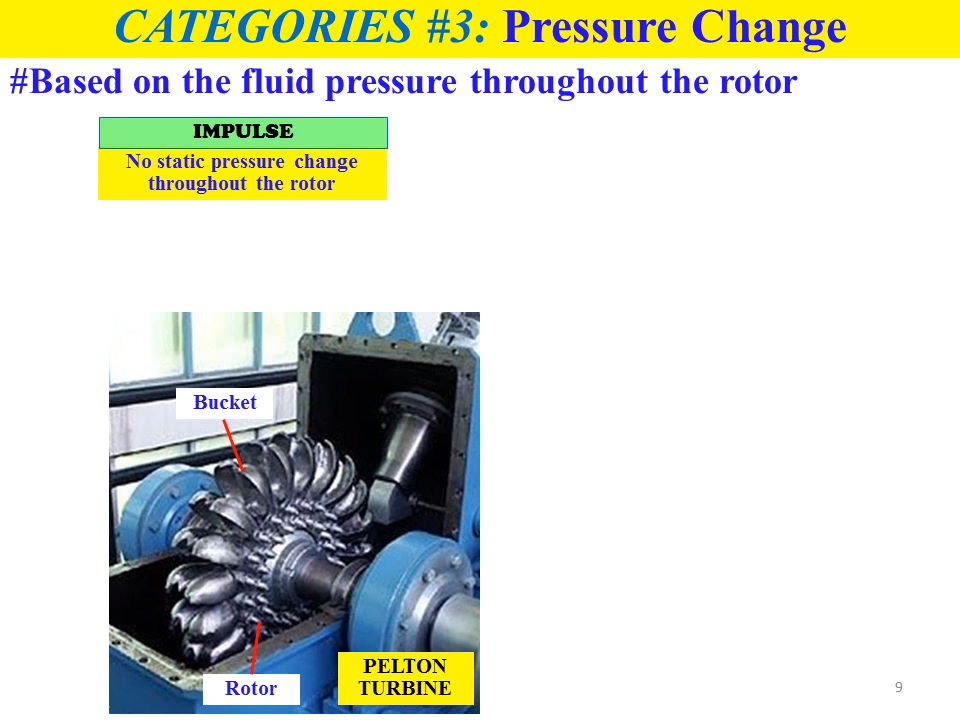 CATEGORIES #3: Pressure Change
#Based on the fluid pressure throughout the rotor
IMPULSE
No static pressure change
throughout the rotor
Bucket
Rotor
PELTON
TURBINE
9